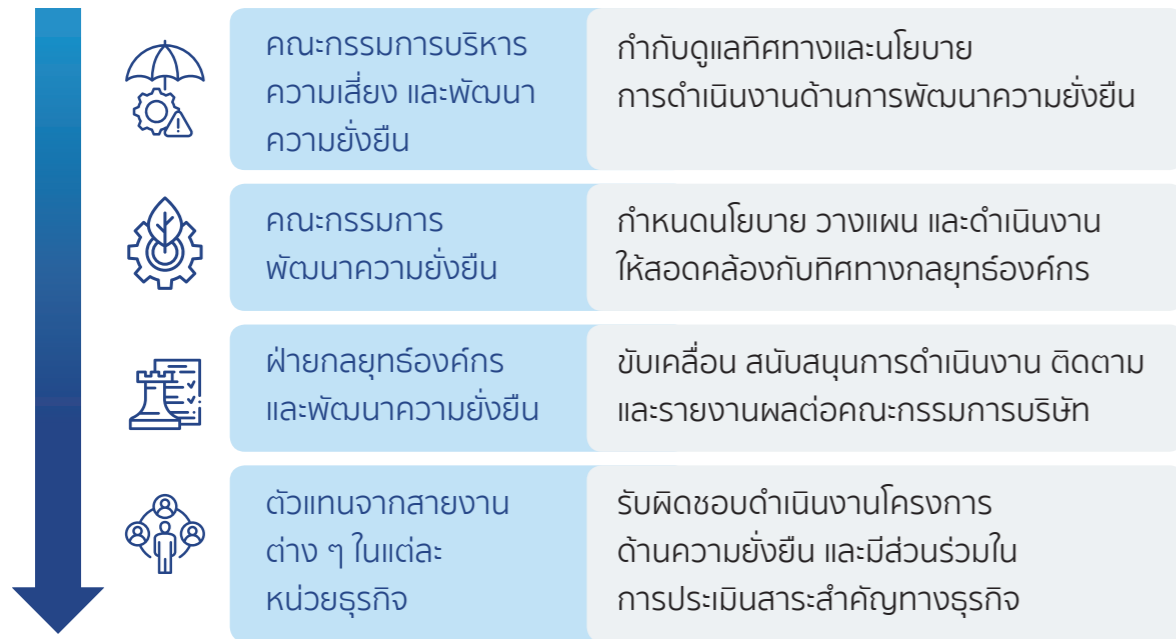 คณะกรรมการบริหาร
ความเสี่ยง และพัฒนา
ความยั่งยืน
กำกับดูแลทิศทางและนโยบาย
การดำเนินงานด้านการพัฒนาความยั่งยืน
คณะกรรมการ
พัฒนาความยั่งยืน
กำหนดนโยบาย วางแผน และดำเนินงาน
ให้สอดคล้องกับทิศทางกลยุทธ์องค์กร
ฝ่ายกลยุทธ์องค์กร
และพัฒนาความยั่งยืน
ขับเคลื่อน สนับสนุนการดำเนินงาน ติดตาม
และรายงานผลต่อคณะกรรมการบริษัท
ตัวแทนจากสายงาน
ต่าง ๆ ในแต่ละ
หน่วยธุรกิจ
รับผิดชอบดำเนินงานโครงการ
ด้านความยั่งยืน และมีส่วนร่วมใน
การประเมินสาระสำคัญทางธุรกิจ